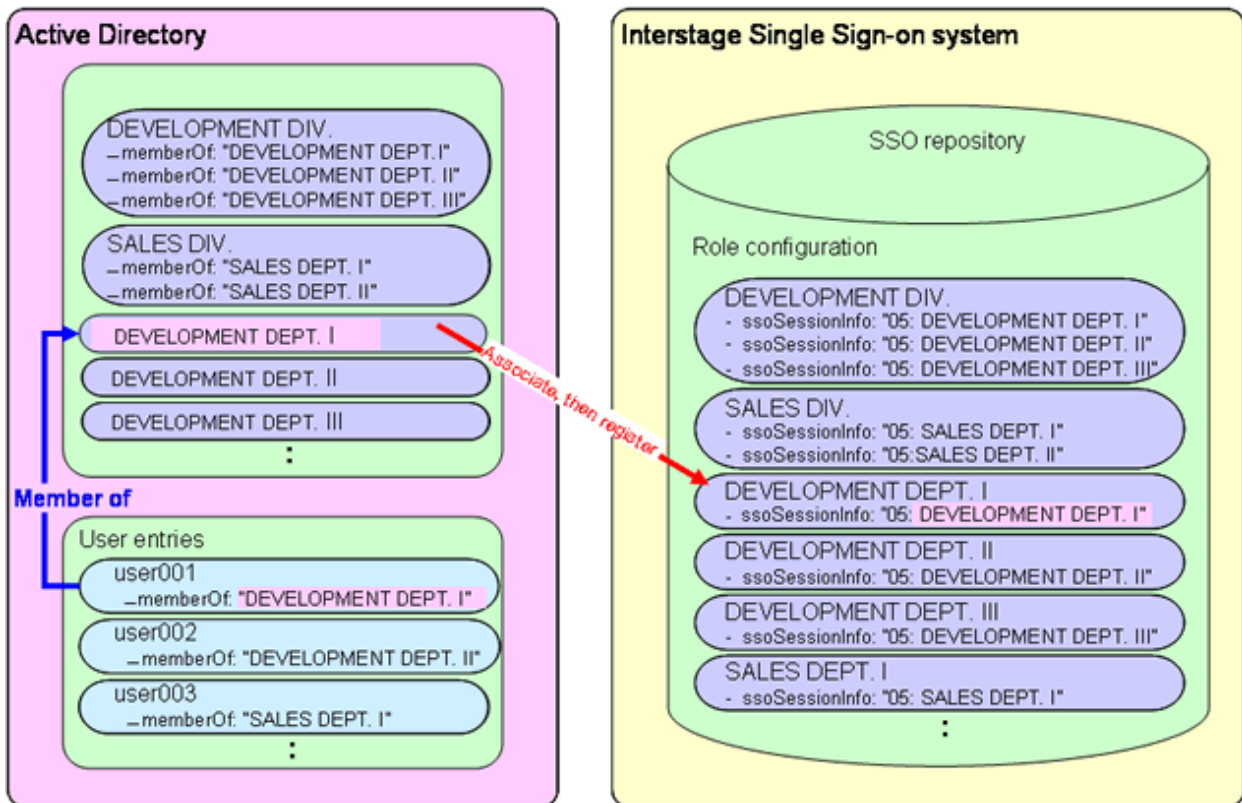 Active Directory
DEVELOPMENT DIV.
–memberOf: "DEVELOPMENT DEPT.I"
–memberOf: "DEVELOPMENT DEPT. II"
–memberOf: "DEVELOPMENT DEPT. III"
SALES DIV.
–memberOf: "SALES DEPT. I"
–memberOf: "SALES DEPT. II"
DEVELOPMENT DEPT. I
DEVELOPMENT DEPT. II
DEVELOPMENT DEPT. III
:
Member of
User entries
user001
–memberOf: "DEVELOPMENT DEPT. I"
user002
–memberOf: "DEVELOPMENT DEPT. II"
user003
–memberOf: "SALES DEPT. I"
:
Associate, then register
Interstage Single Sign-on system
SSO repository
Role configuration
DEVELOPMENT DIV.
- ssoSessionInfo: "05: DEVELOPMENT DEPT. I"
- ssoSessionInfo: "05: DEVELOPMENT DEPT. II"
- ssoSessionInfo: "05: DEVELOPMENT DEPT. III"
SALES DIV.
- ssoSessionInfo: "05: SALES DEPT. I"
- ssoSessionInfo: "05:SALES DEPT. II"
DEVELOPMENT DEPT. I
- ssoSessionInfo: "05: DEVELOPMENT DEPT. I"
DEVELOPMENT DEPT. II
- ssoSessionInfo: "05: DEVELOPMENT DEPT. II"
DEVELOPMENT DEPT. III
- ssoSessionInfo: "05: DEVELOPMENT DEPT. III"
SALES DEPT. I
- ssoSessionInfo: "05: SALES DEPT. I"
: